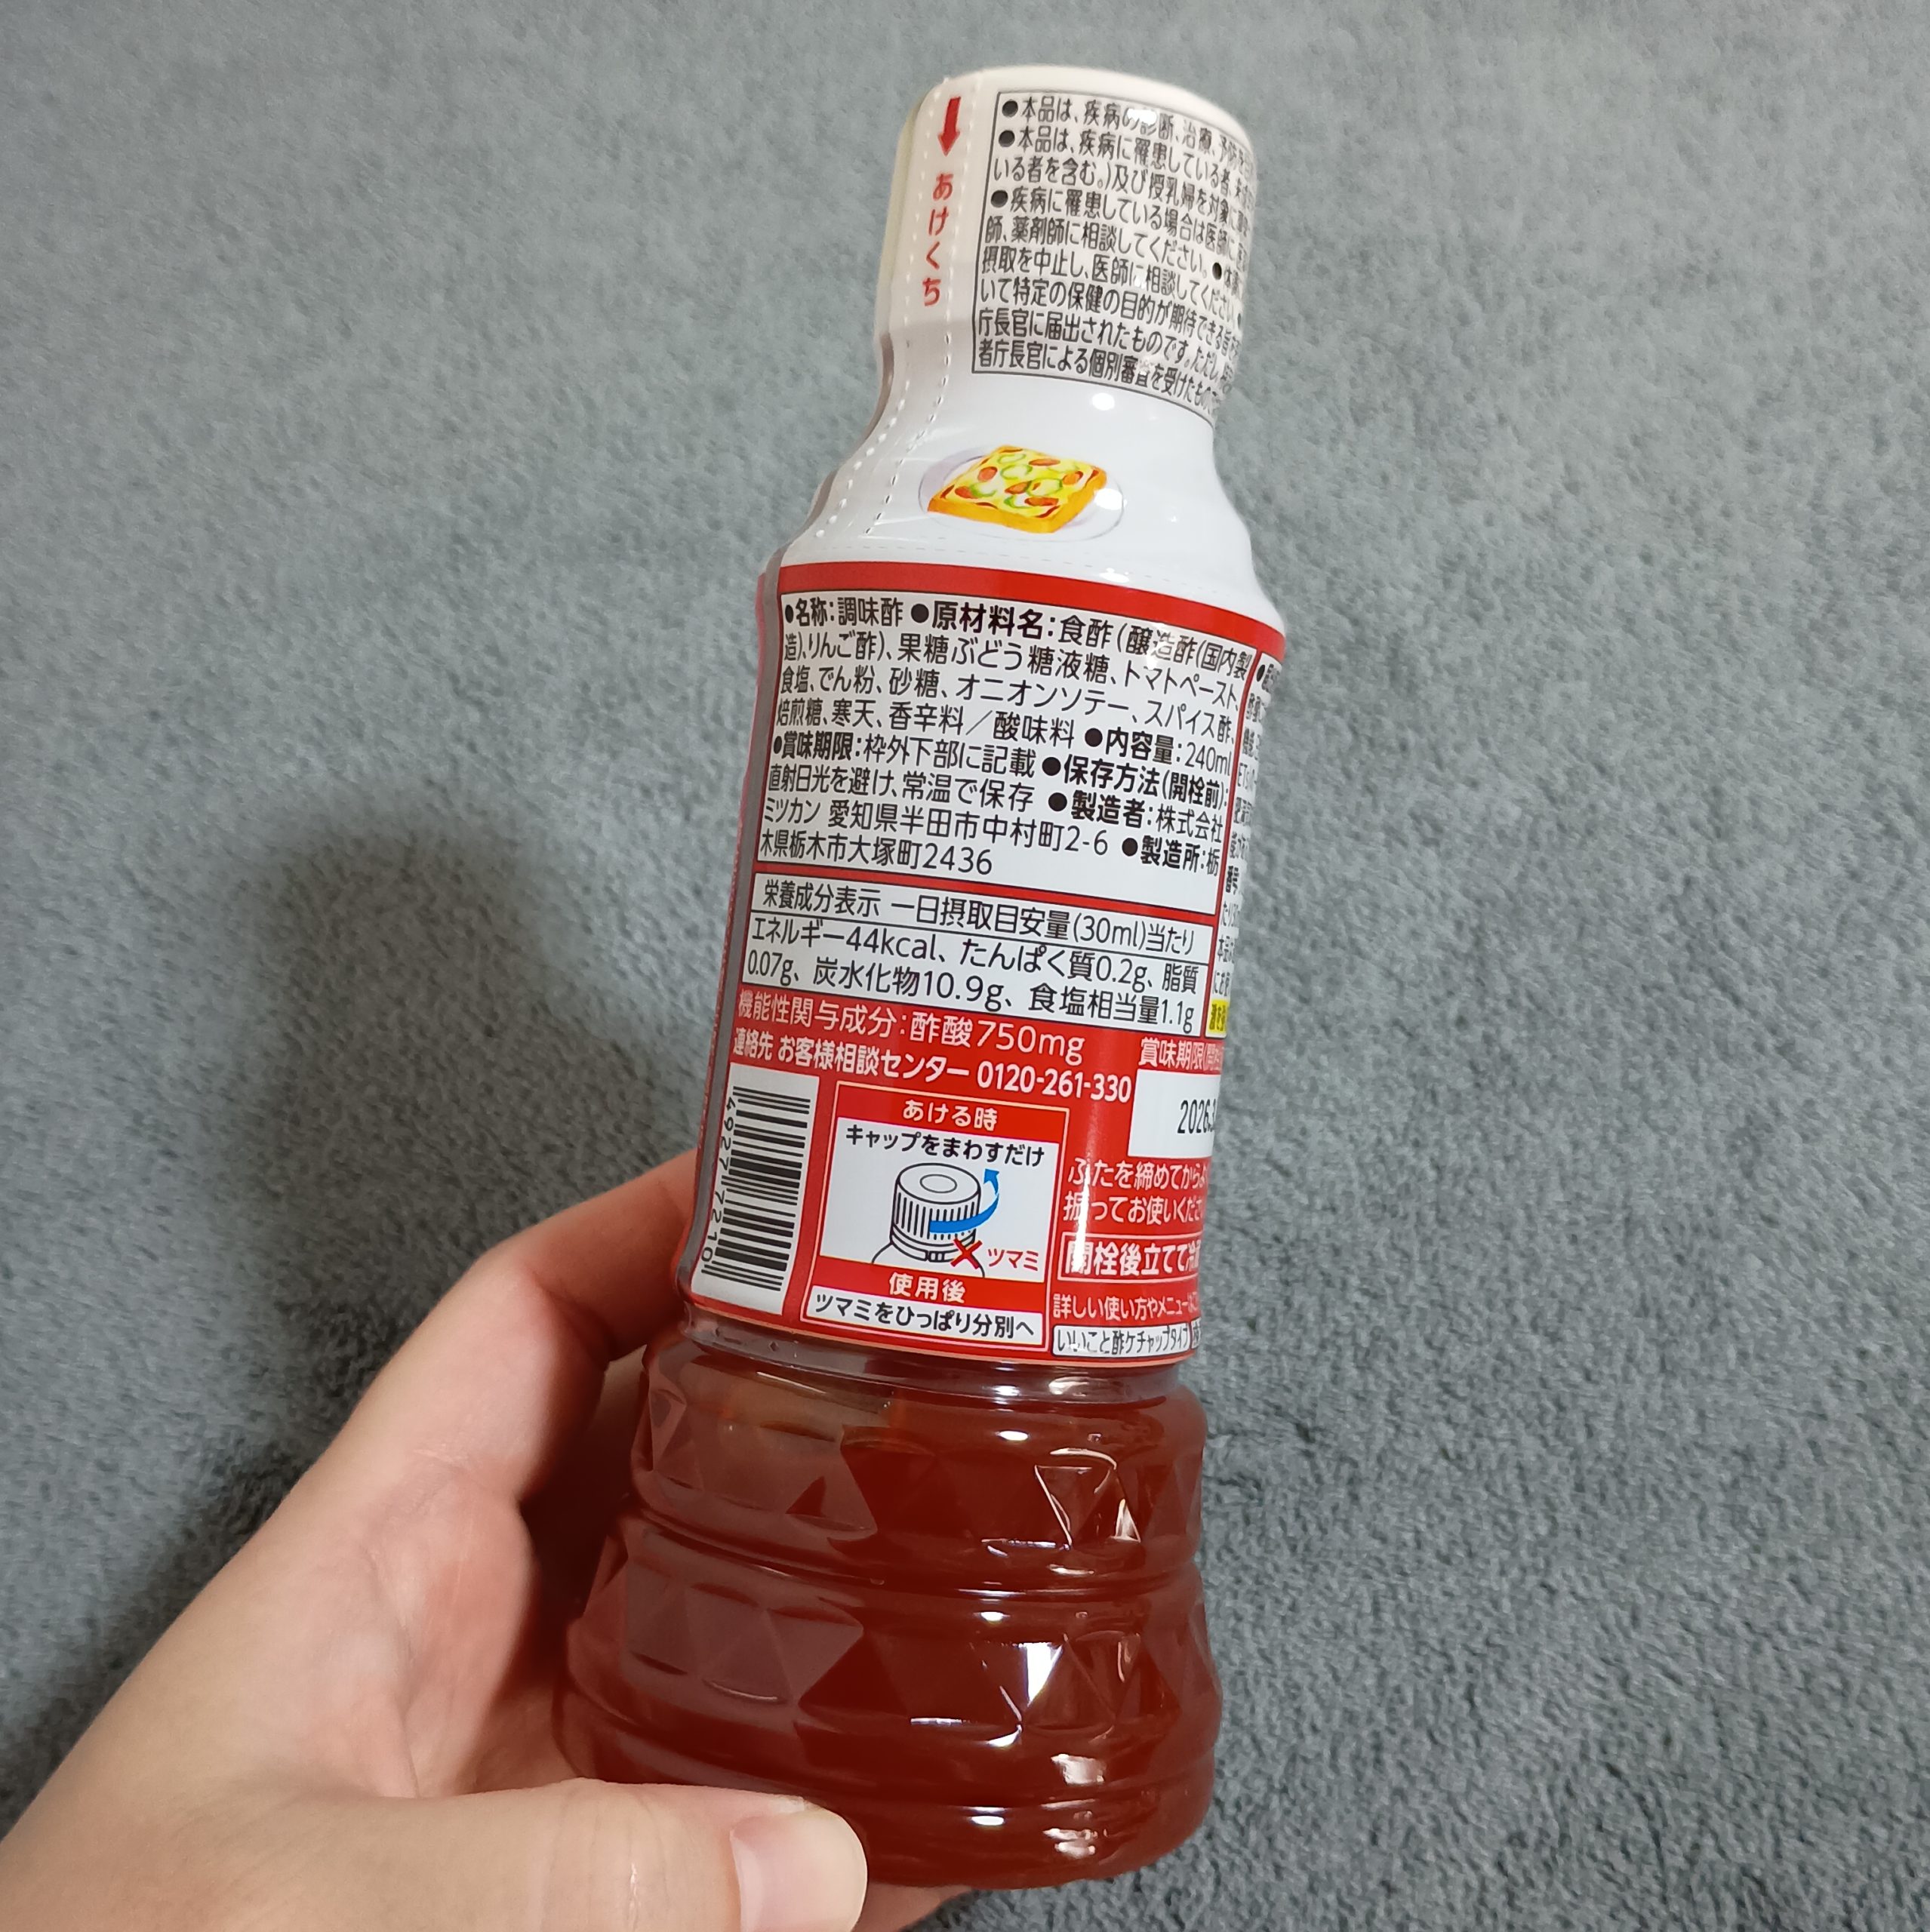 あけくち
●本品は、疾病の診断、治療、予防を
●本品は、疾病に罹患している者、
いる者を含む。)及び授乳婦を対象に
●疾病に罹患している場合は医師に
師、薬剤師に相談してください。●体
摂取を中止し、医師に相談してください
いて特定の保健の目的が期待できる旨
庁長官に届出されたものです。ただし、
者庁長官による個別審査を受けたもの
●名称:調味酢 ●原材料名:食酢(醸造酢(国内製
造)、りんご酢)、果糖ぶどう糖液糖、トマトペースト、
食塩、でん粉、砂糖、オニオンソテー、スパイス酢、
焙煎糖、寒天、香辛料/酸味料 ●内容量:240ml
●賞味期限:枠外下部に記載 ●保存方法(開栓前):
直射日光を避け、常温で保存 ●製造者:株式会社
ミツカン 愛知県半田市中村町2-6 ●製造所:栃
木県栃木市大塚町2436
栄養成分表示 一日摂取目安量(30ml)当たり
エネルギー44kcal、たんぱく質0.2g、脂質
0.07g、炭水化物10.9g、食塩相当量1.1g
機能性関与成分:酢酸750mg
連絡先 お客様相談センター 0120-261-330
賞味期限
2026.
4 902772 10
あける時
キャップをまわすだけ
ツマミ
使用後
ツマミをひっぱり分別へ
ふたを締めてからよ
振ってお使いくださ
開栓後立てて冷
詳しい使い方やメニューは
いいこと酢ケチャップタイプ